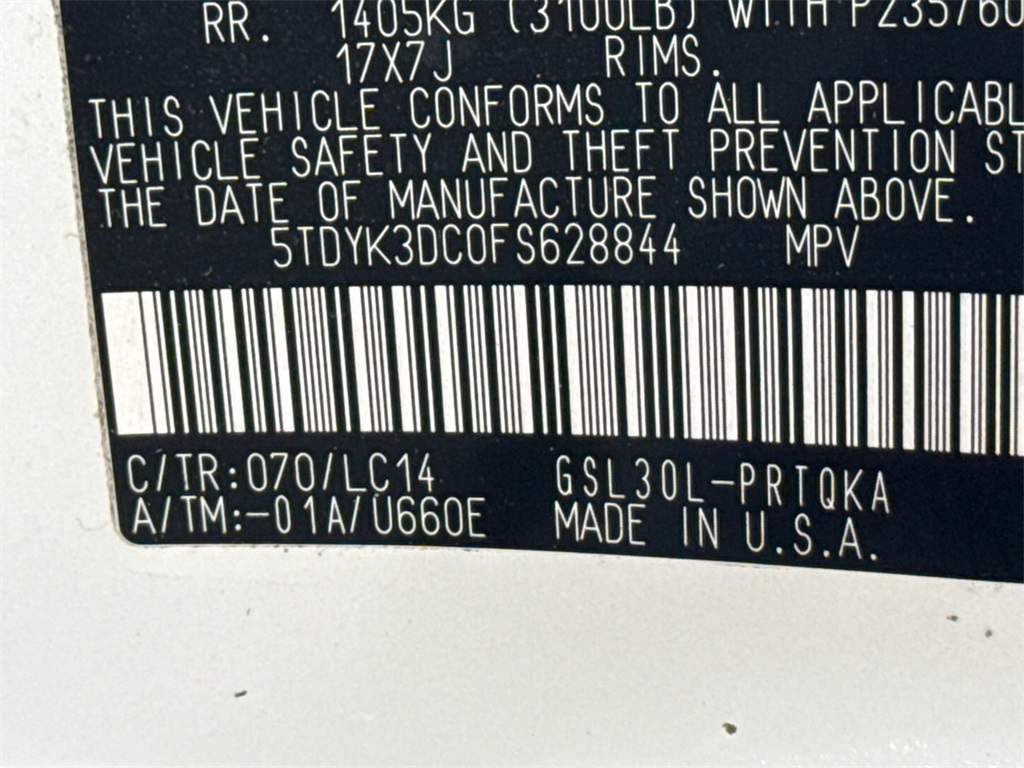 RR. 1405KG (3100LB) WITH P235/60
17X7J RIMS.
THIS VEHICLE CONFORMS TO ALL APPLICABL
VEHICLE SAFETY AND THEFT PREVENTION ST
THE DATE OF MANUFACTURE SHOWN ABOVE.
5TDYK3DC0FS628844 MPV
C/TR:070/LC14 GSL30L-PRTQKA
A/TM:-01A/U660E MADE IN U.S.A.